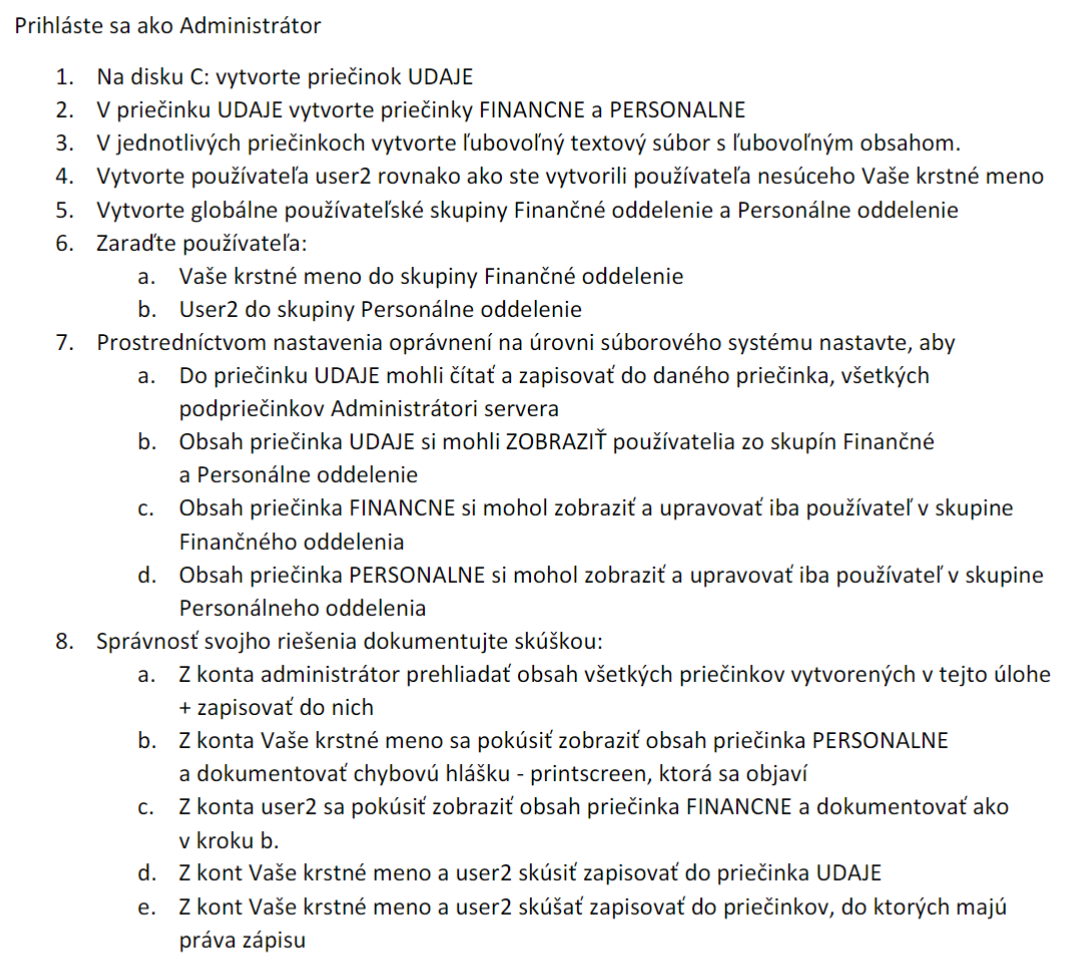 Prihláste sa ako Administrátor
1. Na disku C: vytvorte priečinok UDAJE
2. V priečinku UDAJE vytvorte priečinky FINANCNE a PERSONALNE
3. V jednotlivých priečinkoch vytvorte ľubovoľný textový súbor s ľubovoľným obsahom.
4. Vytvorte používateľa user2 rovnako ako ste vytvorili používateľa nesúceho Vaše krstné meno
5. Vytvorte globálne používateľské skupiny Finančné oddelenie a Personálne oddelenie
6. Zaraďte používateľa:
a. Vaše krstné meno do skupiny Finančné oddelenie
b. User2 do skupiny Personálne oddelenie
7. Prostredníctvom nastavenia oprávnení na úrovni súborového systému nastavte, aby
a. Do priečinku UDAJE mohli čítať a zapisovať do daného priečinka, všetkých
podpriečinkov Administrátori servera
b. Obsah priečinka UDAJE si mohli ZOBRAZIŤ používatelia zo skupín Finančné
a Personálne oddelenie
c. Obsah priečinka FINANCNE si mohol zobraziť a upravovať iba používateľ v skupine
Finančného oddelenia
d. Obsah priečinka PERSONALNE si mohol zobraziť a upravovať iba používateľ v skupine
Personálneho oddelenia
8. Správnosť svojho riešenia dokumentujte skúškou:
a. Z konta administrátor prehliadať obsah všetkých priečinkov vytvorených v tejto úlohe
+ zapisovať do nich
b. Z konta Vaše krstné meno sa pokúsiť zobraziť obsah priečinka PERSONALNE
a dokumentovať chybovú hlášku - printscreen, ktorá sa objaví
c. Z konta user2 sa pokúsiť zobraziť obsah priečinka FINANCNE a dokumentovať ako
v kroku b.
d. Z kont Vaše krstné meno a user2 skúsiť zapisovať do priečinka UDAJE
e. Z kont Vaše krstné meno a user2 skúšať zapisovať do priečinkov, do ktorých majú
práva zápisu